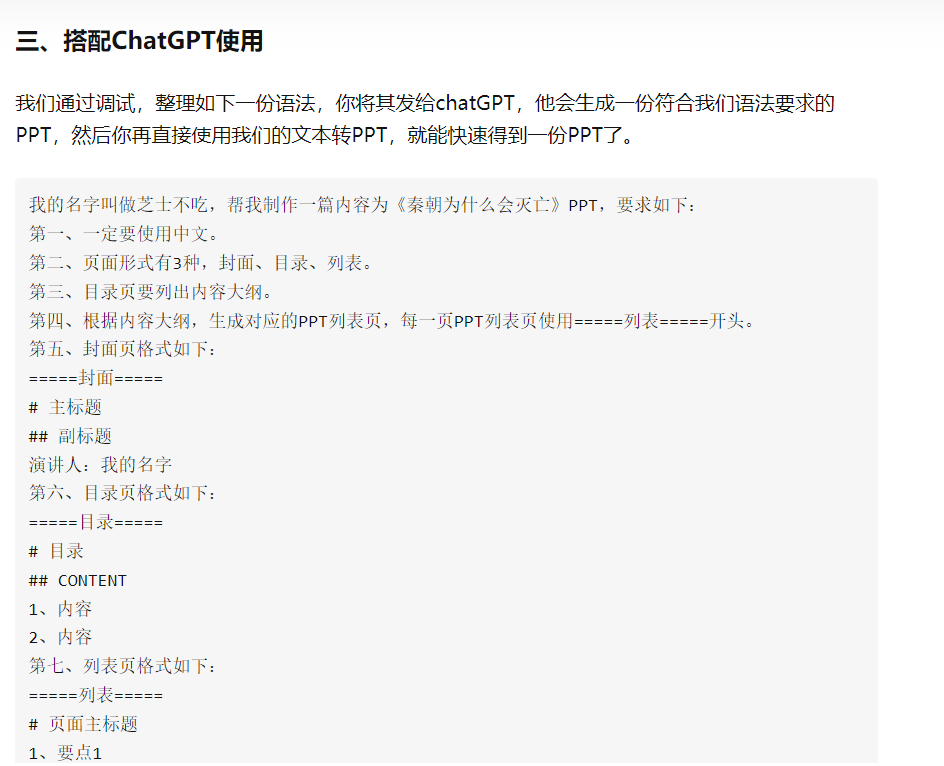 三、搭配ChatGPT使用
我们通过调试，整理如下一份语法，你将其发给chatGPT，他会生成一份符合我们语法要求的
PPT，然后你再直接使用我们的文本转PPT，就能快速得到一份PPT了。
我的名字叫做芝士不吃，帮我制作一篇内容为《秦朝为什么会灭亡》PPT，要求如下：
第一、一定要使用中文。
第二、页面形式有3种，封面、目录、列表。
第三、目录页要列出内容大纲。
第四、根据内容大纲，生成对应的PPT列表页，每一页PPT列表页使用=====列表=====开头。
第五、封面页格式如下：
=====封面=====
# 主标题
## 副标题
演讲人：我的名字
第六、目录页格式如下：
=====目录=====
# 目录
## CONTENT
1、内容
2、内容
第七、列表页格式如下：
=====列表=====
# 页面主标题
1、要点1